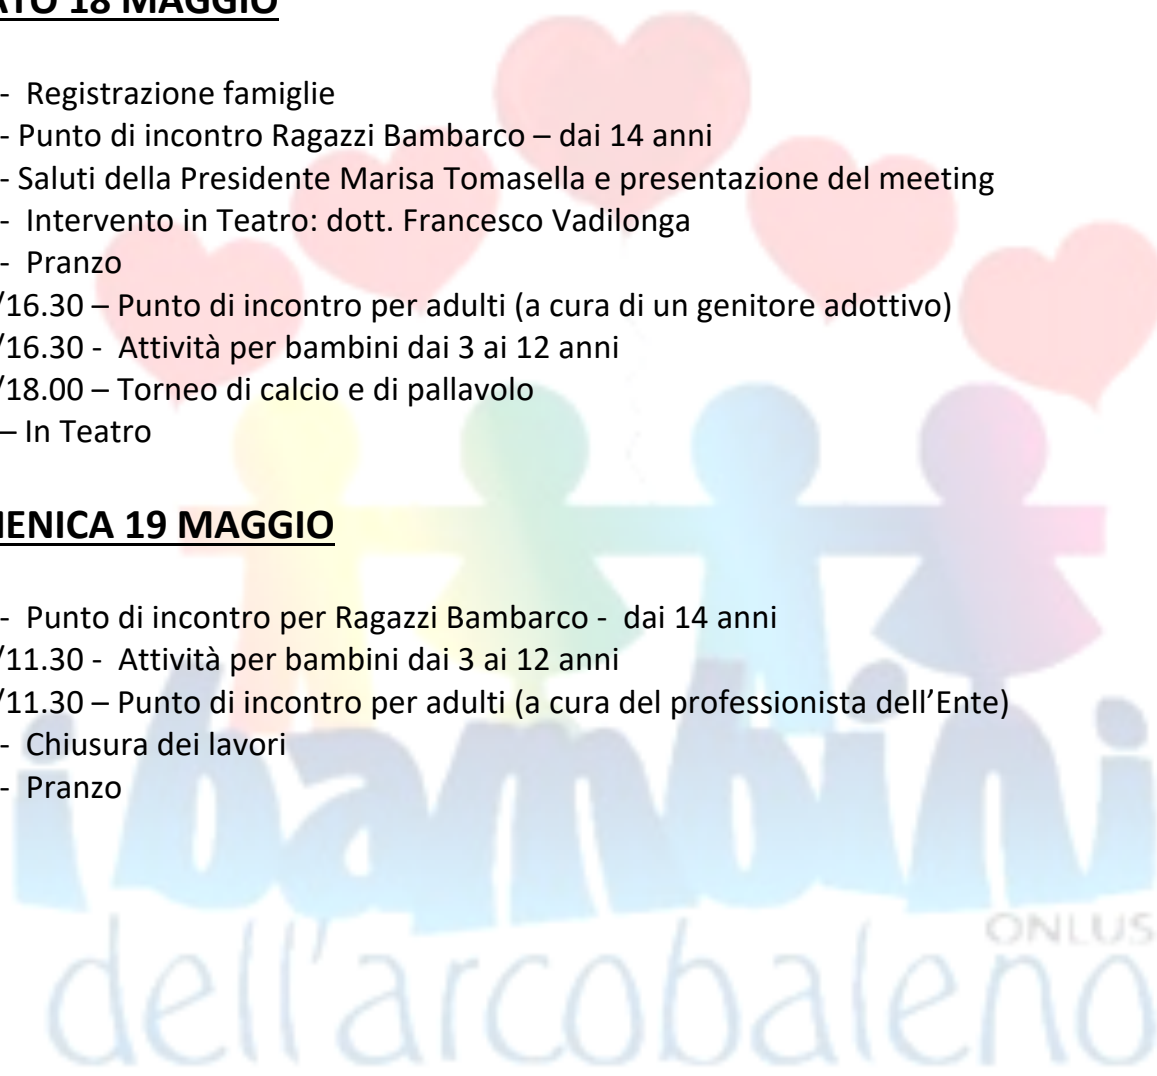 ATO 18 MAGGIO
- Registrazione famiglie
- Punto di incontro Ragazzi Bambarco – dai 14 anni
- Saluti della Presidente Marisa Tomasella e presentazione del meeting
- Intervento in Teatro: dott. Francesco Vadilonga
- Pranzo
/16.30 – Punto di incontro per adulti (a cura di un genitore adottivo)
/16.30 - Attività per bambini dai 3 ai 12 anni
/18.00 – Torneo di calcio e di pallavolo
– In Teatro
MENICA 19 MAGGIO
- Punto di incontro per Ragazzi Bambarco - dai 14 anni
/11.30 - Attività per bambini dai 3 ai 12 anni
/11.30 – Punto di incontro per adulti (a cura del professionista dell’Ente)
- Chiusura dei lavori
- Pranzo
i bambini
ONLUS
dell'arcobaleno